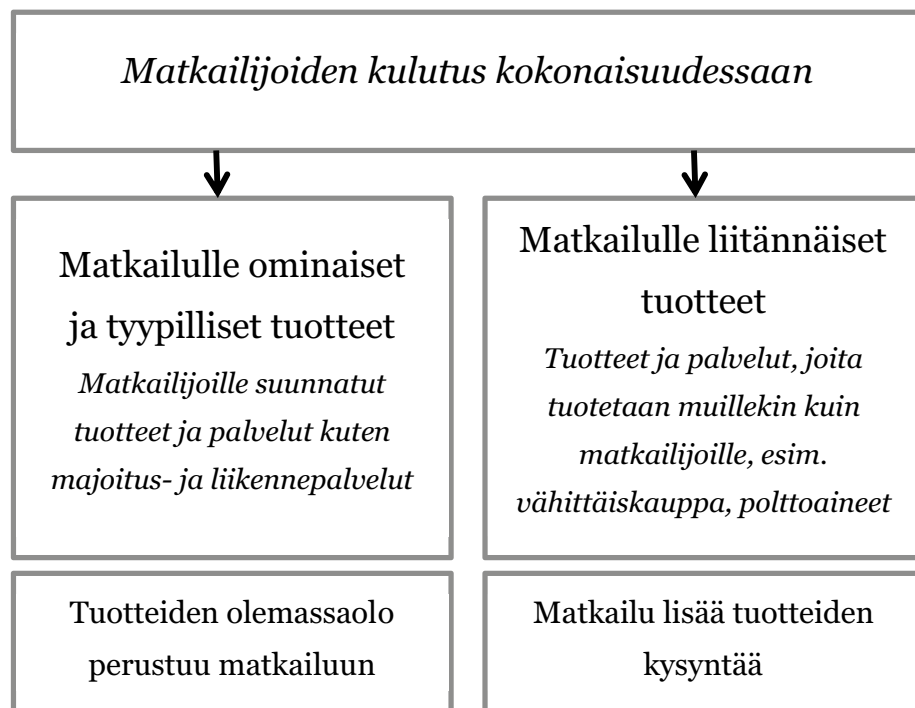 Matkailijoiden kulutus kokonaisuudessaan
Matkailulle ominaiset
ja tyypilliset tuotteet
Matkailijoille suunnatut
tuotteet ja palvelut kuten
majoitus- ja liikennepalvelut
Matkailulle liitännäiset
tuotteet
Tuotteet ja palvelut, joita
tuotetaan muillekin kuin
matkailijoille, esim.
vähittäiskauppa, polttoaineet
Tuotteiden olemassaolo
perustuu matkailuun
Matkailu lisää tuotteiden
kysyntää